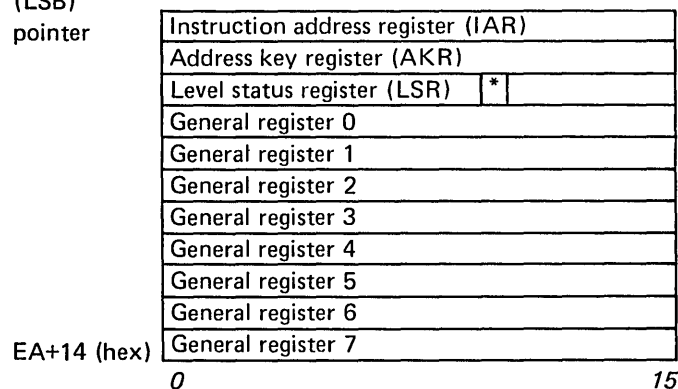 (LSB)
pointer
Instruction address register (IAR)
Address key register (AKR)
Level status register (LSR) *
General register 0
General register 1
General register 2
General register 3
General register 4
General register 5
General register 6
EA+14 (hex) General register 7
0 15